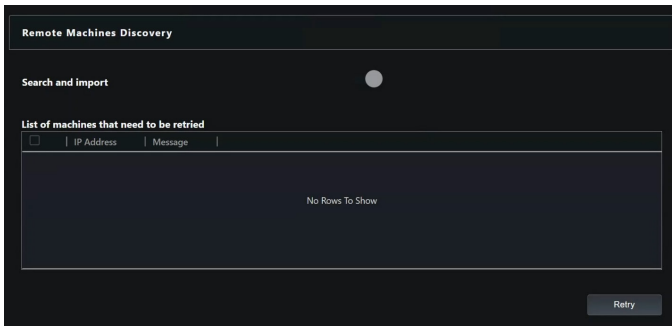 Remote Machines Discovery
Search and import
List of machines that need to be retried
IP Address Message
No Rows To Show
Retry